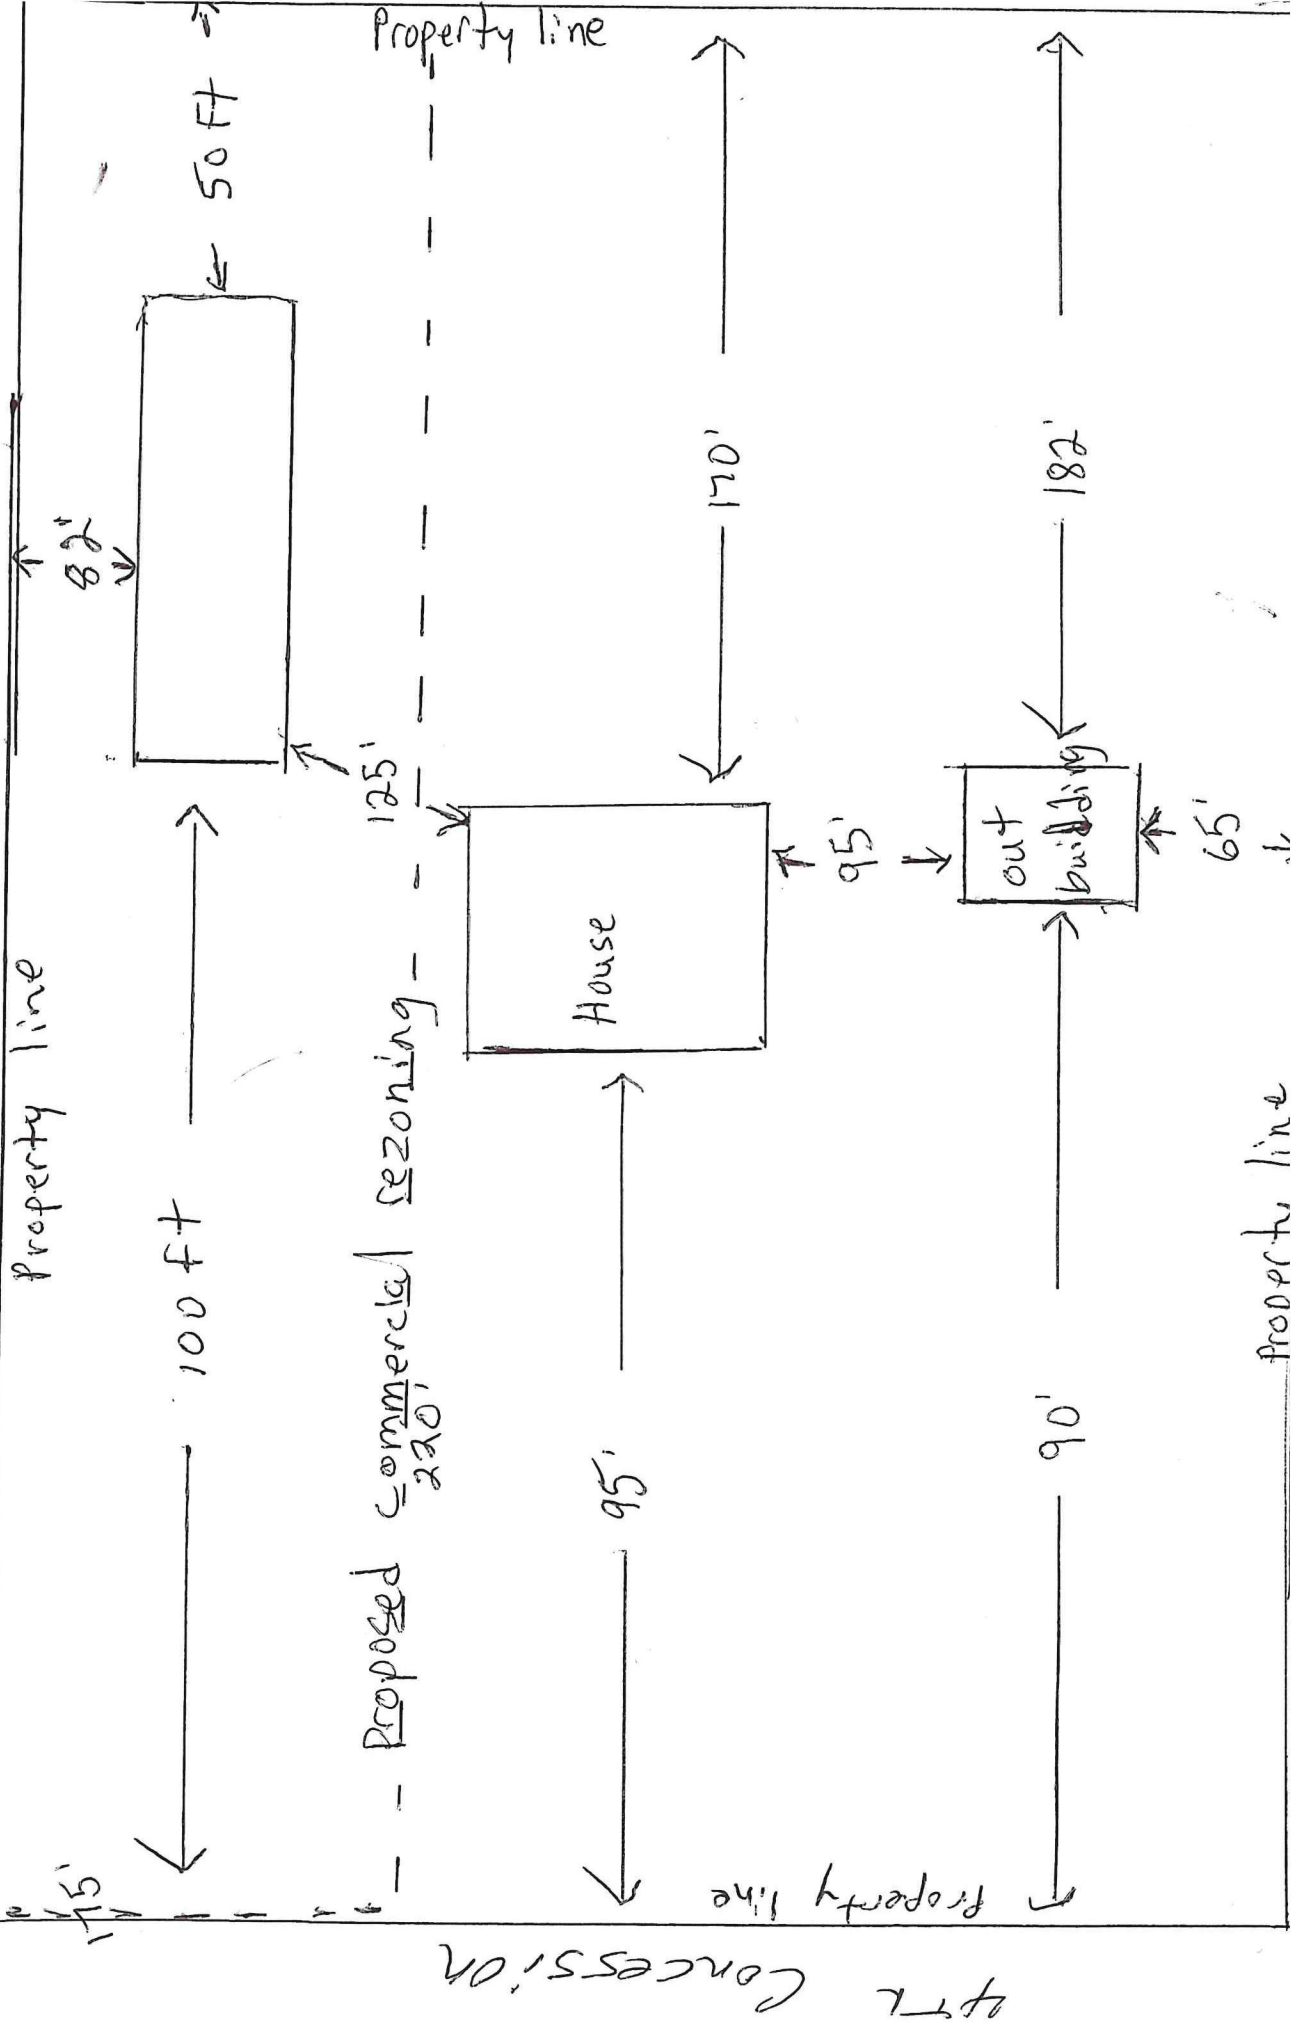 Property line
50 Ft
Property line
82'
100 ft
175'
125'
Proposed commercial rezoning
220'
170'
House
95'
95'
182'
out
building
90'
65'
Property line
Property line
4th Concession